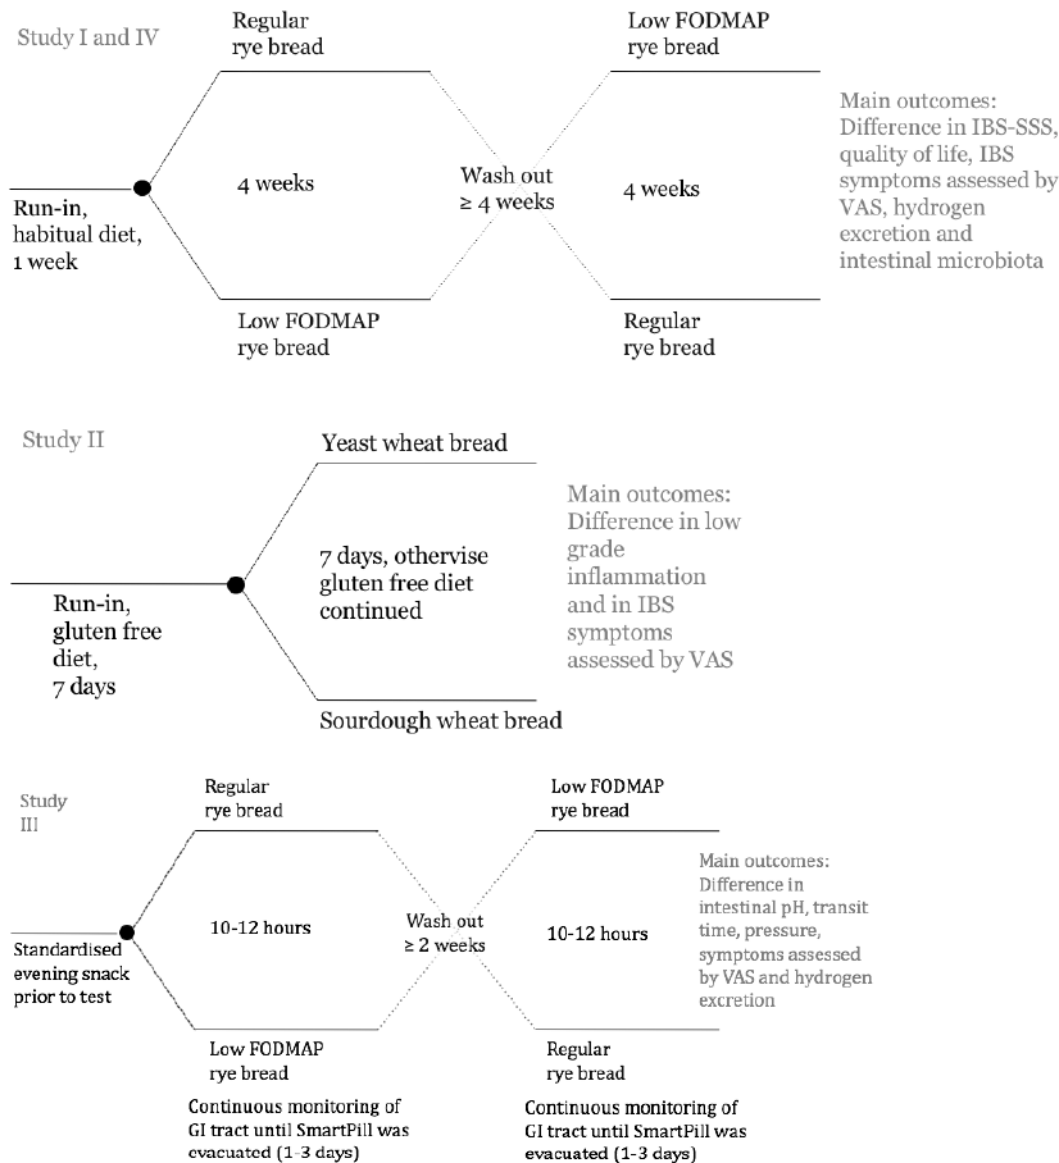 Study I and IV
Regular
rye bread
Low FODMAP
rye bread
Run-in,
habitual diet,
1 week
4 weeks
Wash out
≥ 4 weeks
4 weeks
Main outcomes:
Difference in IBS-SSS,
quality of life, IBS
symptoms assessed by
VAS, hydrogen
excretion and
intestinal microbiota
Low FODMAP
rye bread
Regular
rye bread
Study II
Yeast wheat bread
Run-in,
gluten free
diet,
7 days
7 days, othervise
gluten free diet
continued
Main outcomes:
Difference in low
grade
inflammation
and in IBS
symptoms
assessed by VAS
Sourdough wheat bread
Study
III
Regular
rye bread
Low FODMAP
rye bread
Standardised
evening snack
prior to test
10-12 hours
Wash out
≥ 2 weeks
10-12 hours
Main outcomes:
Difference in
intestinal pH, transit
time, pressure,
symptoms assessed
by VAS and hydrogen
excretion
Low FODMAP
rye bread
Regular
rye bread
Continuous monitoring of
GI tract until SmartPill was
evacuated (1-3 days)
Continuous monitoring of
GI tract until SmartPill was
evacuated (1-3 days)